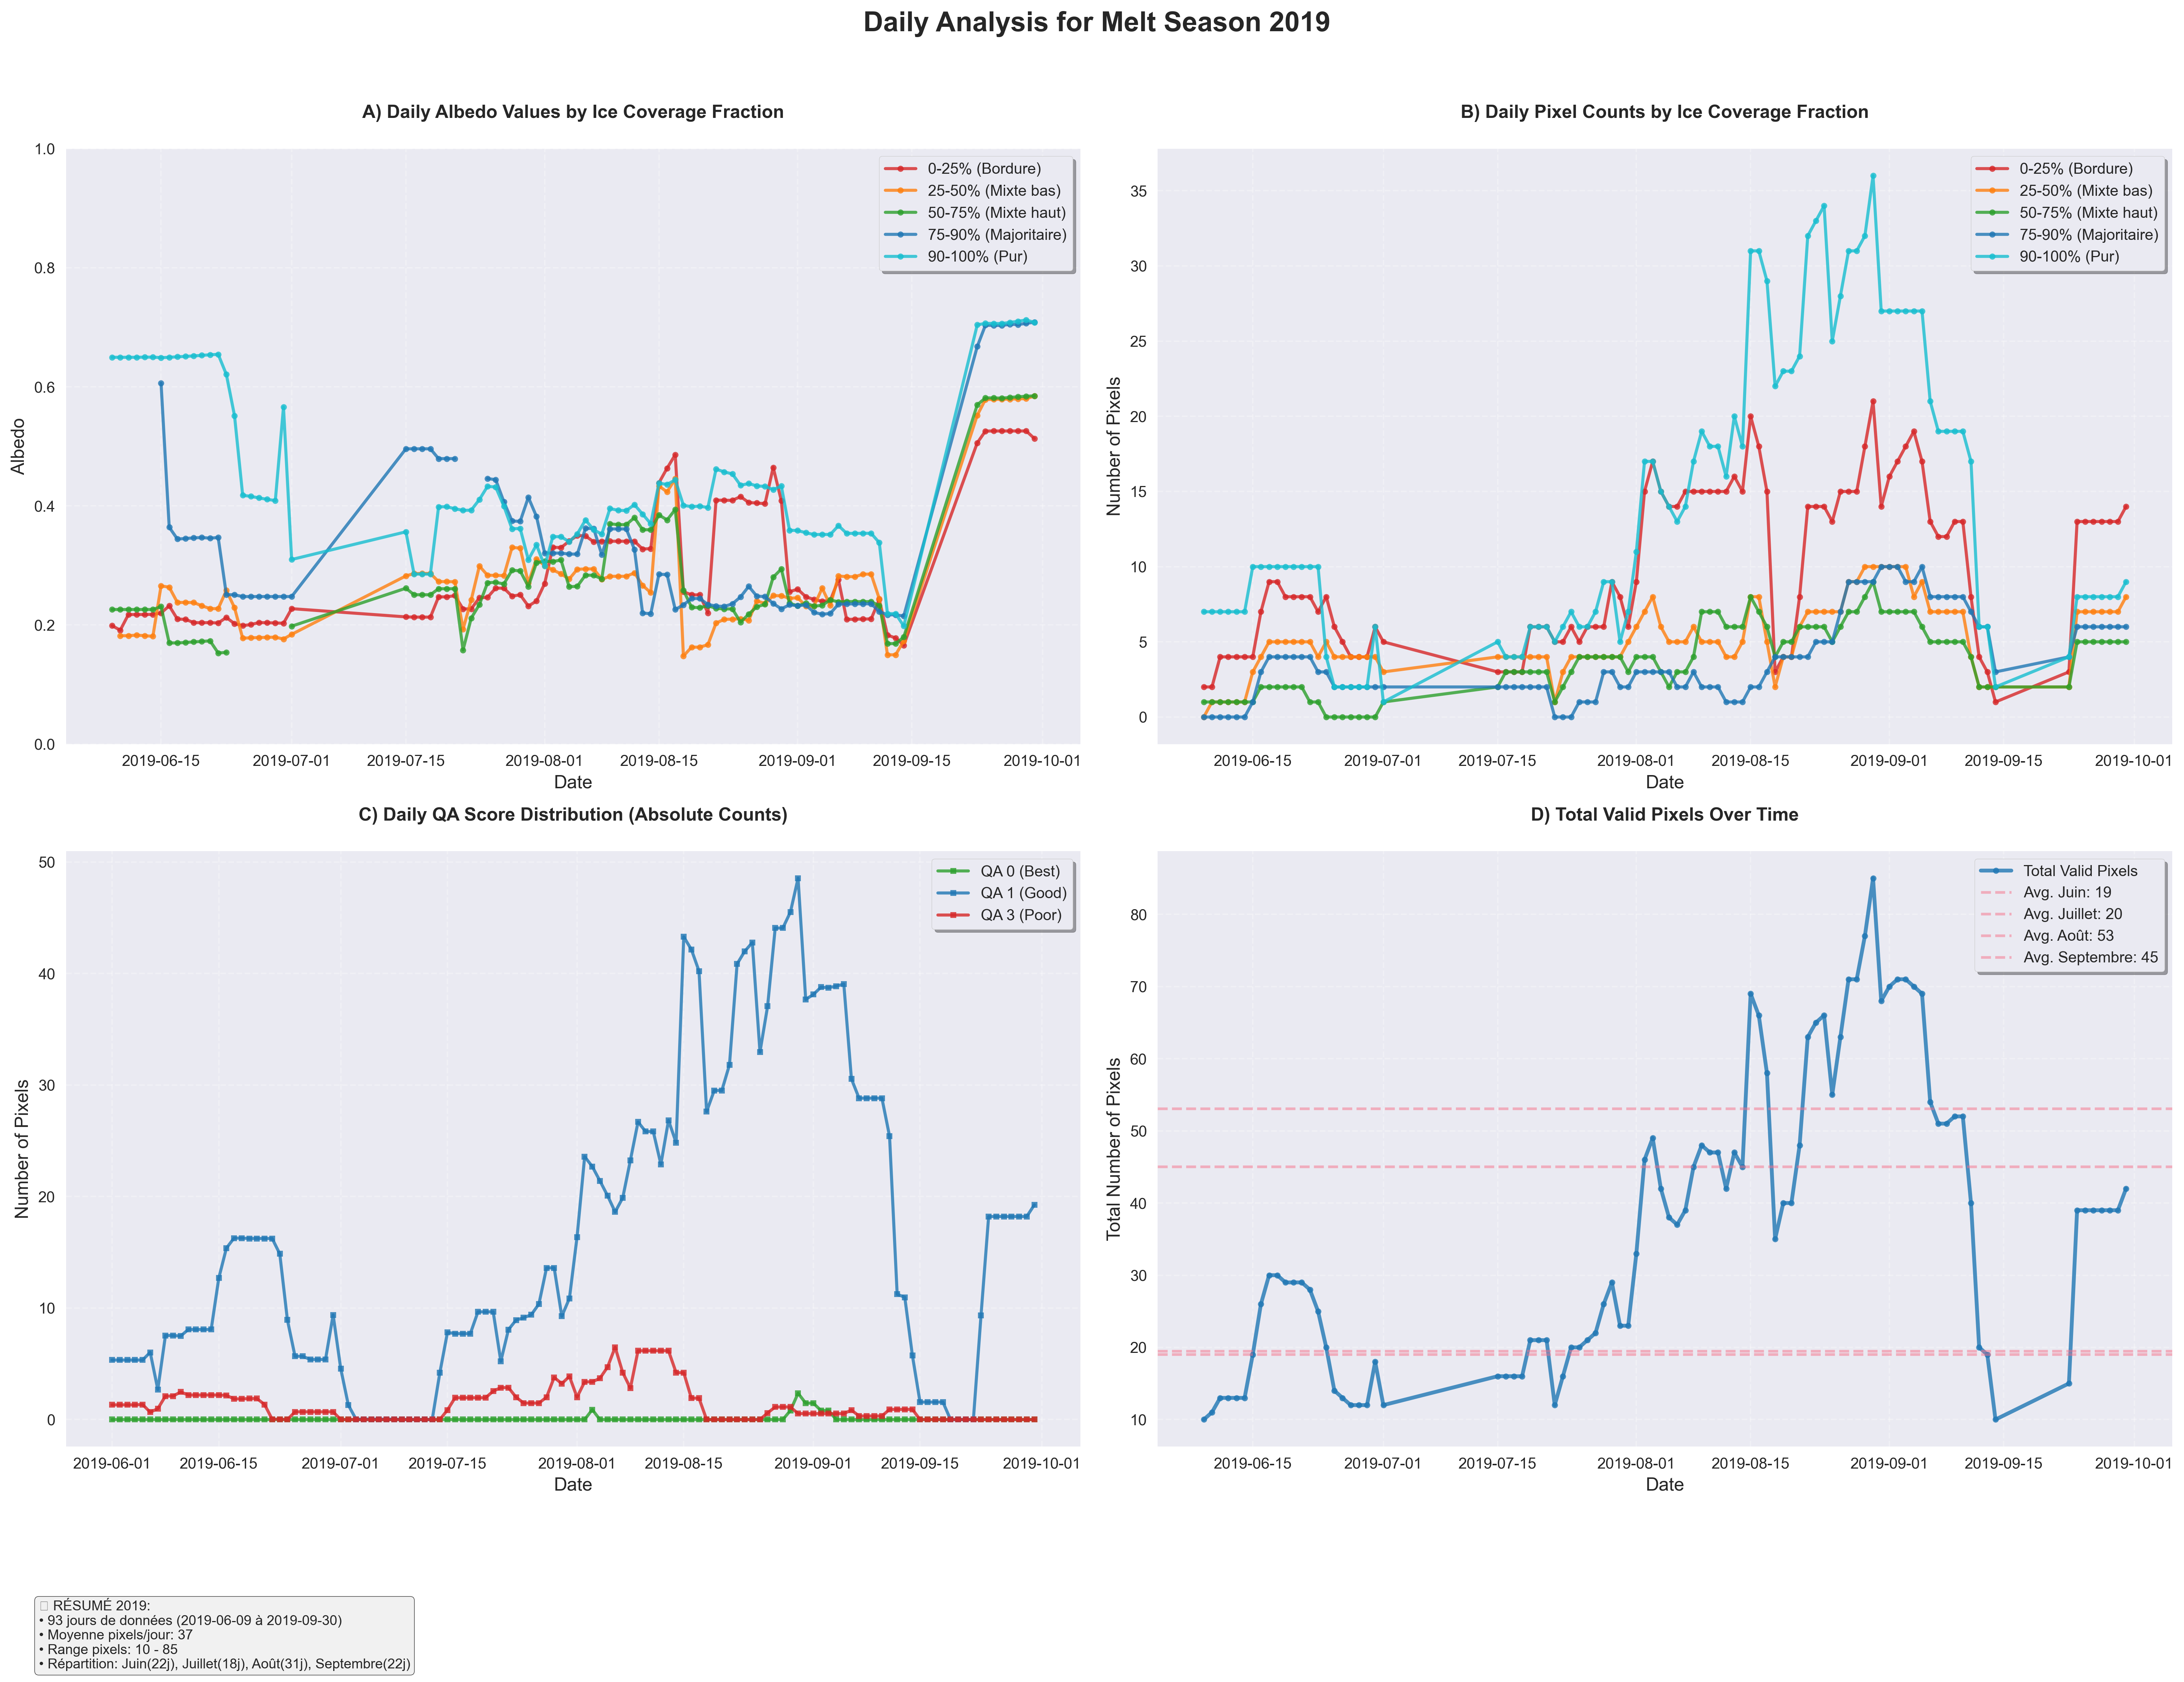 Daily Analysis for Melt Season 2019
A) Daily Albedo Values by Ice Coverage Fraction
1.0
0.8
0.6
0.4
0.2
0.0
Albedo
0-25% (Bordure)
25-50% (Mixte bas)
50-75% (Mixte haut)
75-90% (Majoritaire)
90-100% (Pur)
2019-06-15
2019-07-01
2019-07-15
2019-08-01
2019-08-15
2019-09-01
2019-09-15
2019-10-01
Date
B) Daily Pixel Counts by Ice Coverage Fraction
35
30
25
20
15
10
5
0
Number of Pixels
0-25% (Bordure)
25-50% (Mixte bas)
50-75% (Mixte haut)
75-90% (Majoritaire)
90-100% (Pur)
2019-06-15
2019-07-01
2019-07-15
2019-08-01
2019-08-15
2019-09-01
2019-09-15
2019-10-01
Date
C) Daily QA Score Distribution (Absolute Counts)
50
40
30
20
10
0
Number of Pixels
QA 0 (Best)
QA 1 (Good)
QA 3 (Poor)
2019-06-01
2019-06-15
2019-07-01
2019-07-15
2019-08-01
2019-08-15
2019-09-01
2019-09-15
2019-10-01
Date
D) Total Valid Pixels Over Time
80
70
60
50
40
30
20
10
Total Number of Pixels
Total Valid Pixels
Avg. Juin: 19
Avg. Juillet: 20
Avg. Août: 53
Avg. Septembre: 45
2019-06-15
2019-07-01
2019-07-15
2019-08-01
2019-08-15
2019-09-01
2019-09-15
2019-10-01
Date
RÉSUMÉ 2019:
• 93 jours de données (2019-06-09 à 2019-09-30)
• Moyenne pixels/jour: 37
• Range pixels: 10 - 85
• Répartition: Juin(22j), Juillet(18j), Août(31j), Septembre(22j)